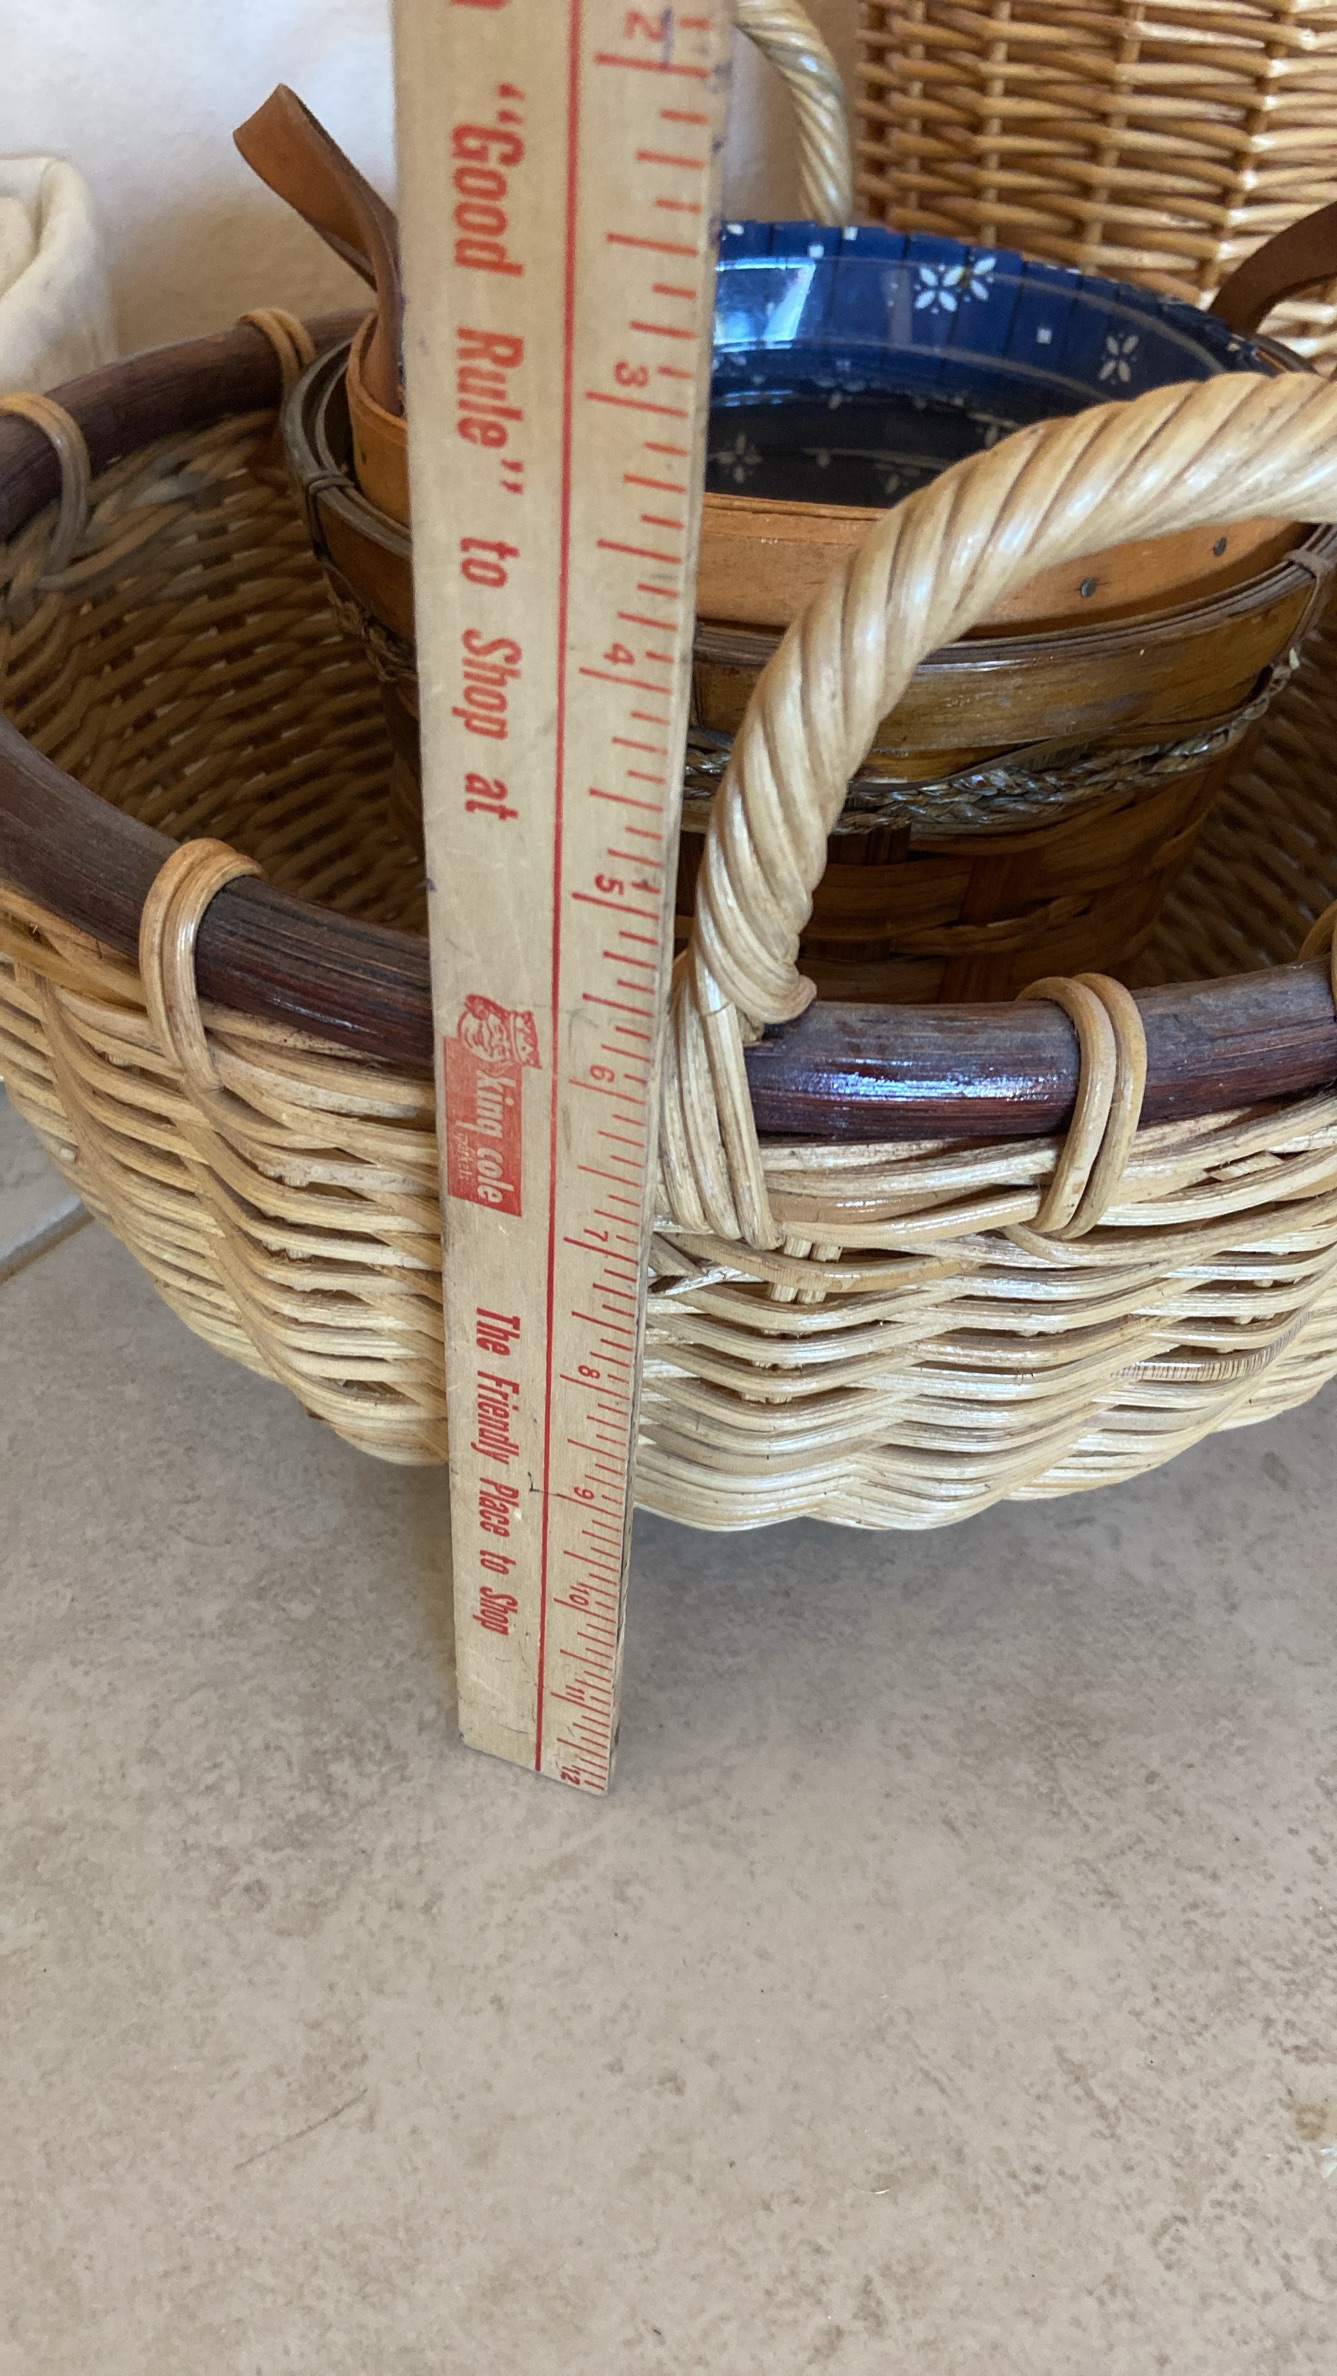 "Good Rule" to Shop at
king cole
markets
The Friendly Place to Shop
2
3
4
5
6
7
8
9
10
11
12